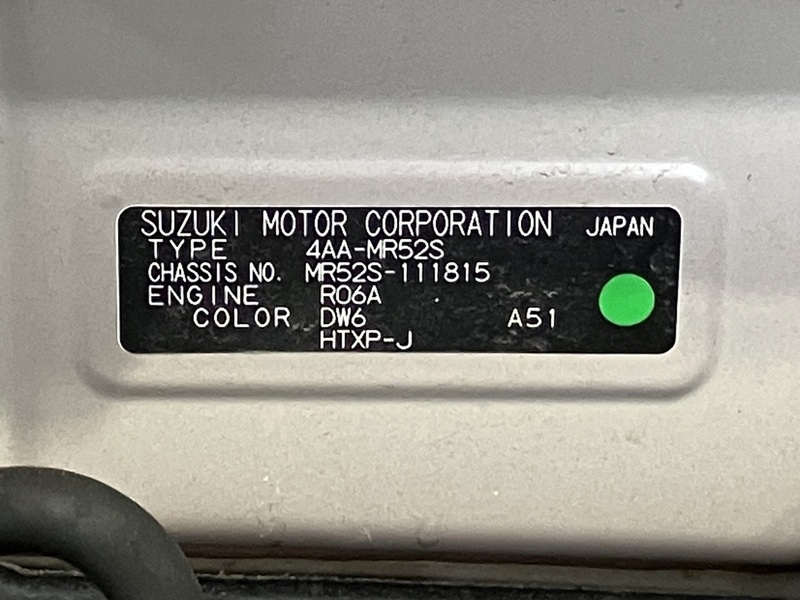 SUZUKI MOTOR CORPORATION JAPAN
TYPE 4AA-MR52S
CHASSIS NO. MR52S-111815
ENGINE R06A
COLOR DW6 A51
HTXP-J